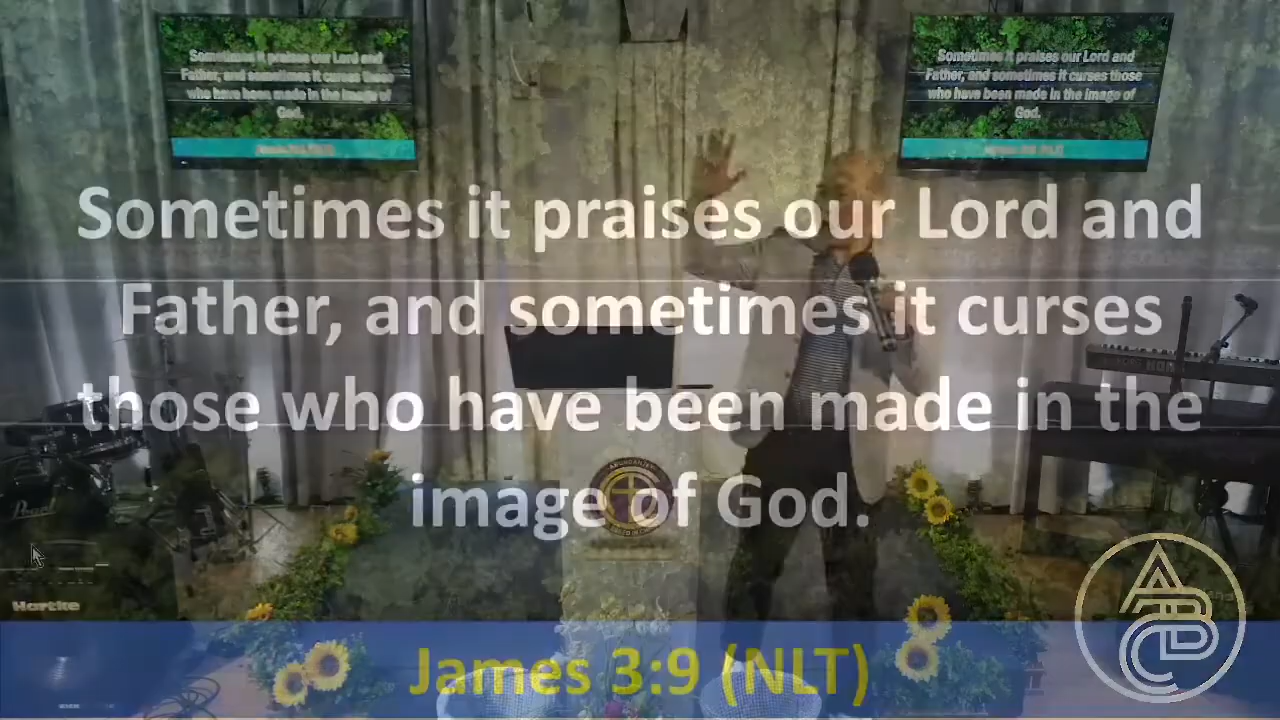 Sometimes it praises our Lord and
Father, and sometimes it curses those
who have been made in the image of
God.
Sometimes it praises our Lord and
Father, and sometimes it curses those
who have been made in the image of
God.
Sometimes it praises our Lord and
Father, and sometimes it curses
those who have been made in the
image of God.
KORG
Pearl
Hartke
James 3:9 (NLT)